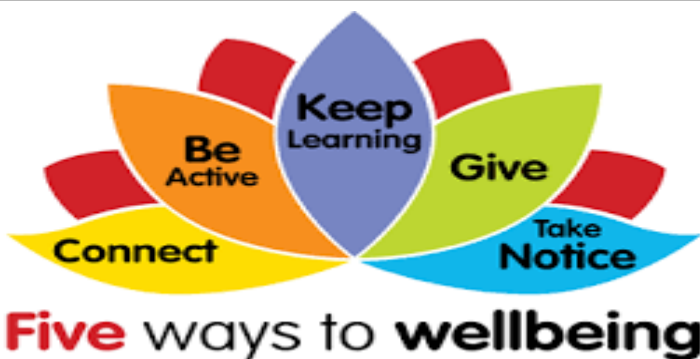 Keep
Learning
Be
Active
Give
Connect
Take
Notice
Five ways to wellbeing